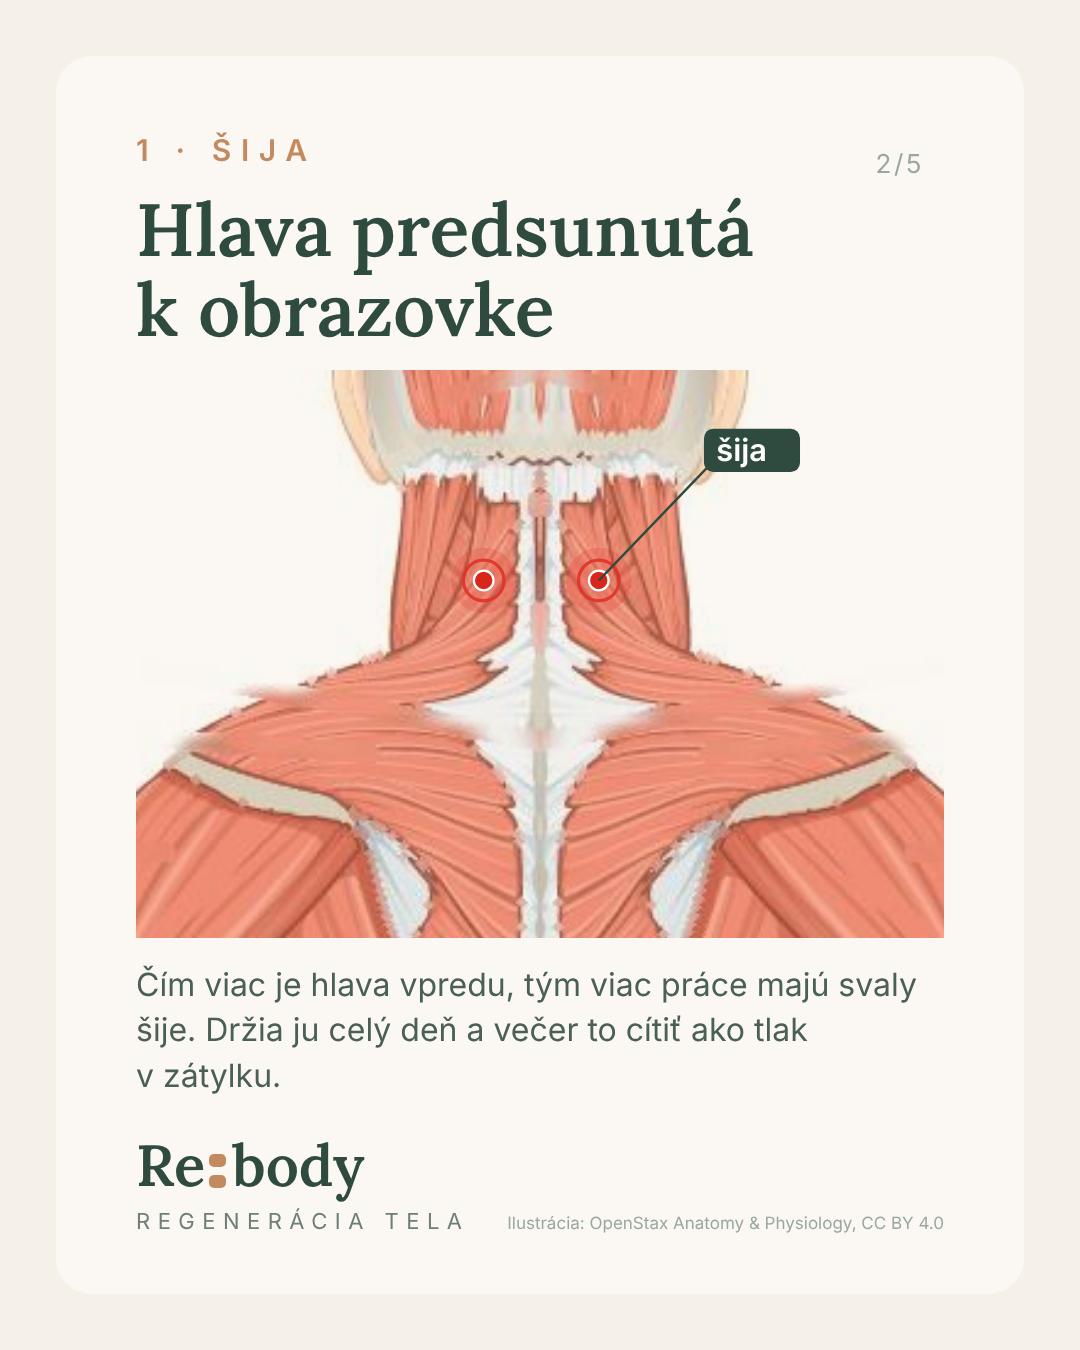 1 · ŠIJA
2/5
Hlava predsunutá
k obrazovke
šija
Čím viac je hlava vpredu, tým viac práce majú svaly
šije. Držia ju celý deň a večer to cítiť ako tlak
v zátylku.
Re:body
REGENERÁCIA TELA
Ilustrácia: OpenStax Anatomy & Physiology, CC BY 4.0